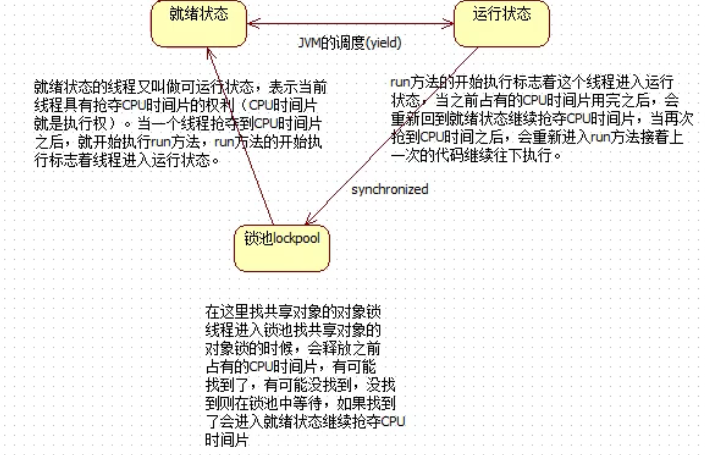 就绪状态
运行状态
JVM的调度(yield)
就绪状态的线程又叫做可运行状态，表示当前
线程具有抢夺CPU时间片的权利（CPU时间片
就是执行权）。当一个线程抢夺到CPU时间片
之后，就开始执行run方法，run方法的开始执
行标志着线程进入运行状态。
run方法的开始执行标志着这个线程进入运行
状态，当之前占有的CPU时间片用完之后，会
重新回到就绪状态继续抢夺CPU时间片，当再次
抢到CPU时间之后，会重新进入run方法接着上
一次的代码继续往下执行。
synchronized
锁池lockpool
在这里找共享对象的对象锁
线程进入锁池找共享对象的
对象锁的时候，会释放之前
占有的CPU时间片，有可能
找到了，有可能没找到，没找
到则在锁池中等待，如果找到
了会进入就绪状态继续抢夺CPU
时间片